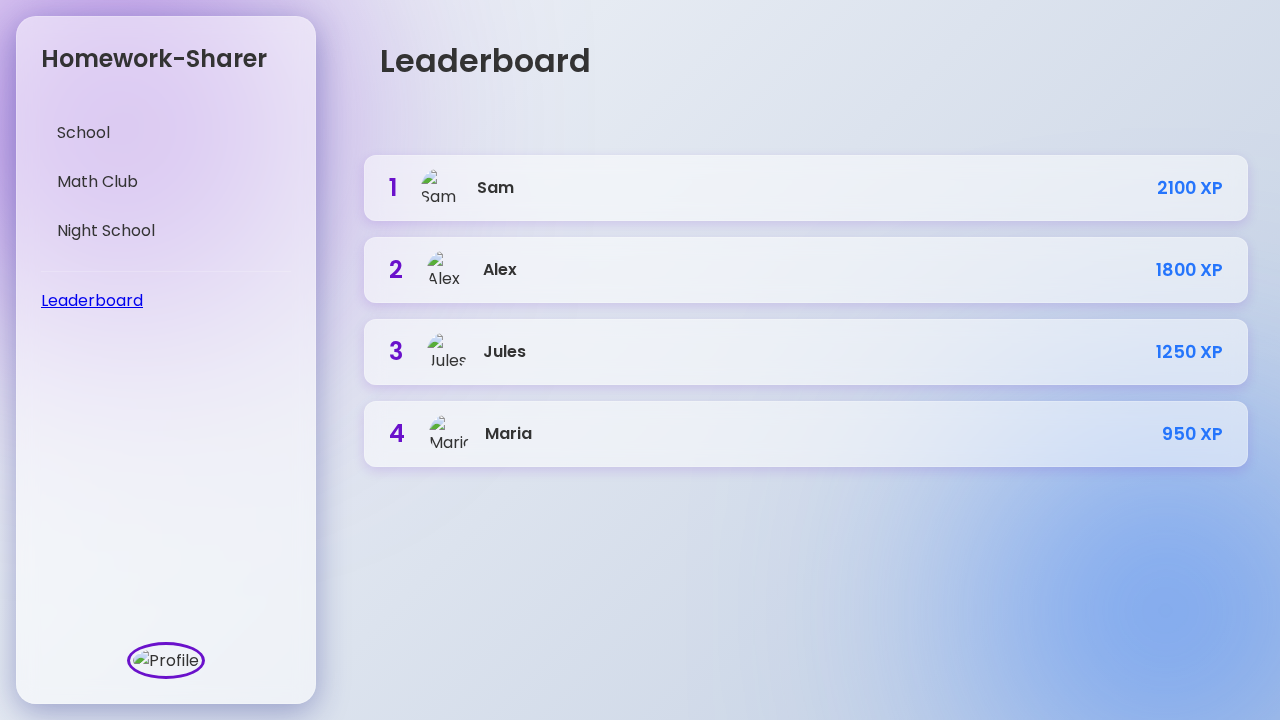 Homework-Sharer
School
Math Club
Night School
Leaderboard
Profile
Leaderboard
1 Sam Sam 2100 XP
2 Alex Alex 1800 XP
3 Jules Jules 1250 XP
4 Maria Maria 950 XP